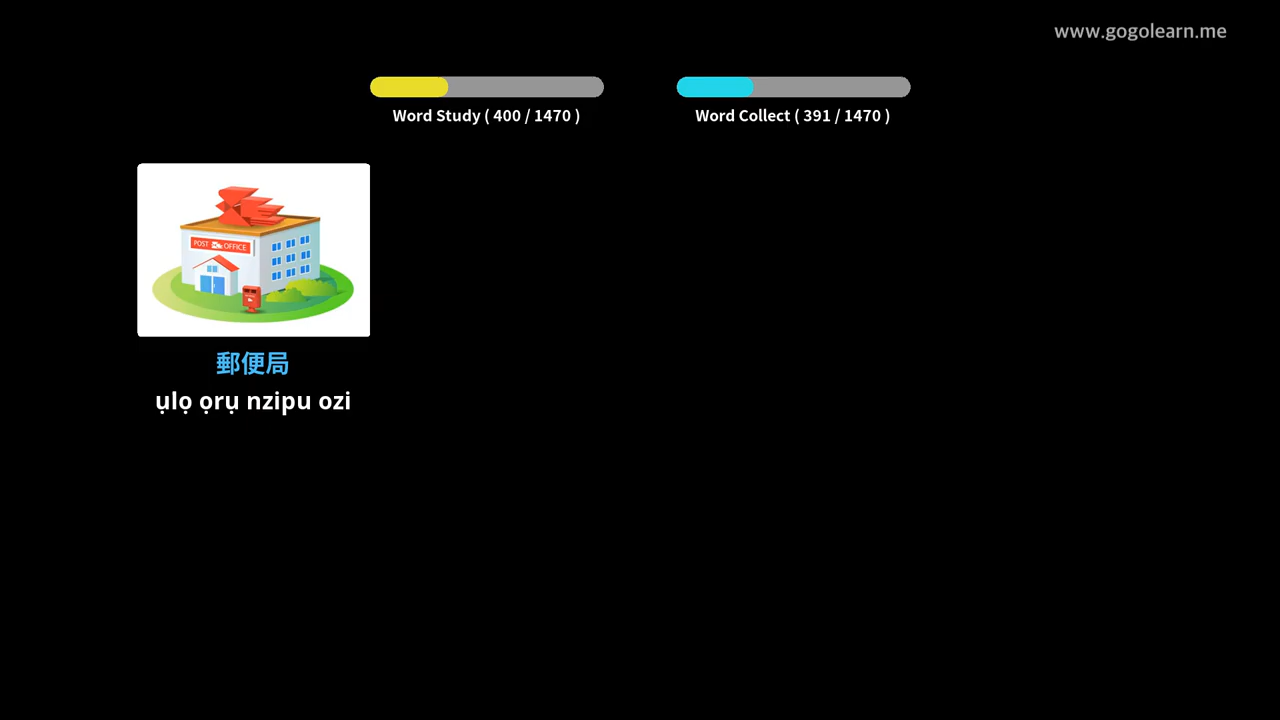 www.gogolearn.me
Word Study ( 400 / 1470 )
Word Collect ( 391 / 1470 )
POST OFFICE
郵便局
ụlọ ọrụ nzipu ozi